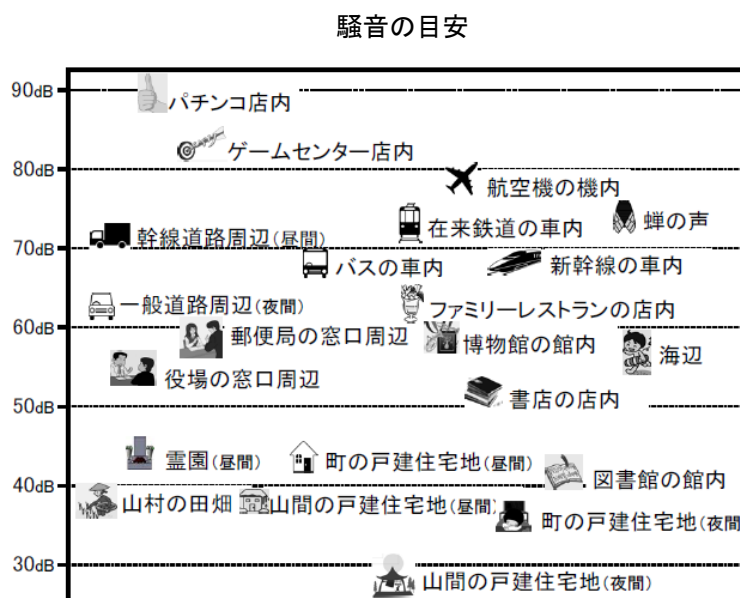 騒音の目安
90dB
パチンコ店内
ゲームセンター店内
80dB
航空機の機内
在来鉄道の車内
蝉の声
幹線道路周辺(昼間)
70dB
バスの車内
新幹線の車内
一般道路周辺(夜間)
ファミリーレストランの店内
60dB
郵便局の窓口周辺
博物館の館内
海辺
役場の窓口周辺
50dB
書店の店内
霊園(昼間)
町の戸建住宅地(昼間)
図書館の館内
40dB
山村の田畑
山間の戸建住宅地(昼間
町の戸建住宅地(夜間
30dB
山間の戸建住宅地(夜間)